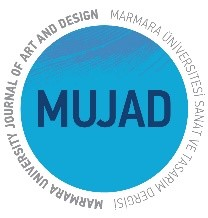 MARMARA UNIVERSITY JOURNAL OF ART AND DESIGN
MARMARA ÜNİVERSİTESİ SANAT VE TASARIM DERGİSİ
MUJAD